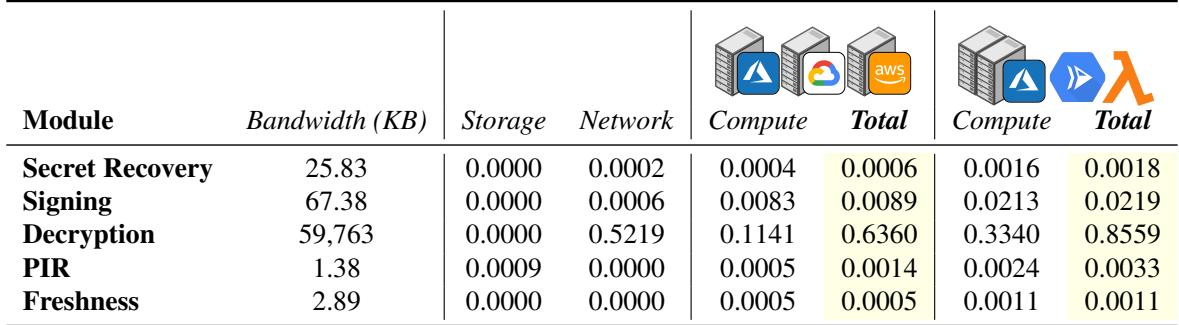 aws
Module Bandwidth (KB) Storage Network Compute Total Compute Total
Secret Recovery 25.83 0.0000 0.0002 0.0004 0.0006 0.0016 0.0018
Signing 67.38 0.0000 0.0006 0.0083 0.0089 0.0213 0.0219
Decryption 59,763 0.0000 0.5219 0.1141 0.6360 0.3340 0.8559
PIR 1.38 0.0009 0.0000 0.0005 0.0014 0.0024 0.0033
Freshness 2.89 0.0000 0.0000 0.0005 0.0005 0.0011 0.0011